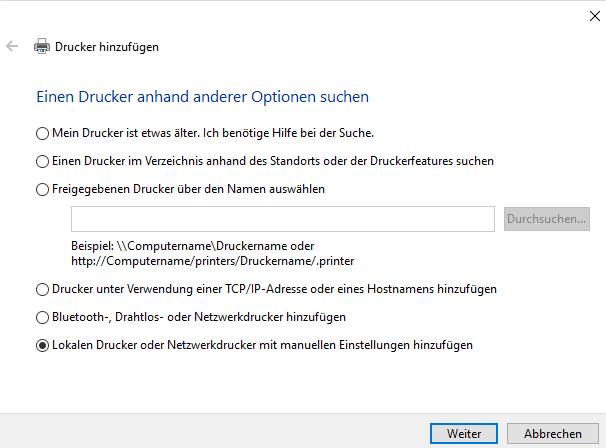 Drucker hinzufügen
Einen Drucker anhand anderer Optionen suchen
Mein Drucker ist etwas älter. Ich benötige Hilfe bei der Suche.
Einen Drucker im Verzeichnis anhand des Standorts oder der Druckerfeatures suchen
Freigegebenen Drucker über den Namen auswählen
Durchsuchen...
Beispiel: \\Computername\Druckername oder
http://Computername/printers/Druckername/.printer
Drucker unter Verwendung einer TCP/IP-Adresse oder eines Hostnamens hinzufügen
Bluetooth-, Drahtlos- oder Netzwerkdrucker hinzufügen
Lokalen Drucker oder Netzwerkdrucker mit manuellen Einstellungen hinzufügen
Weiter
Abbrechen